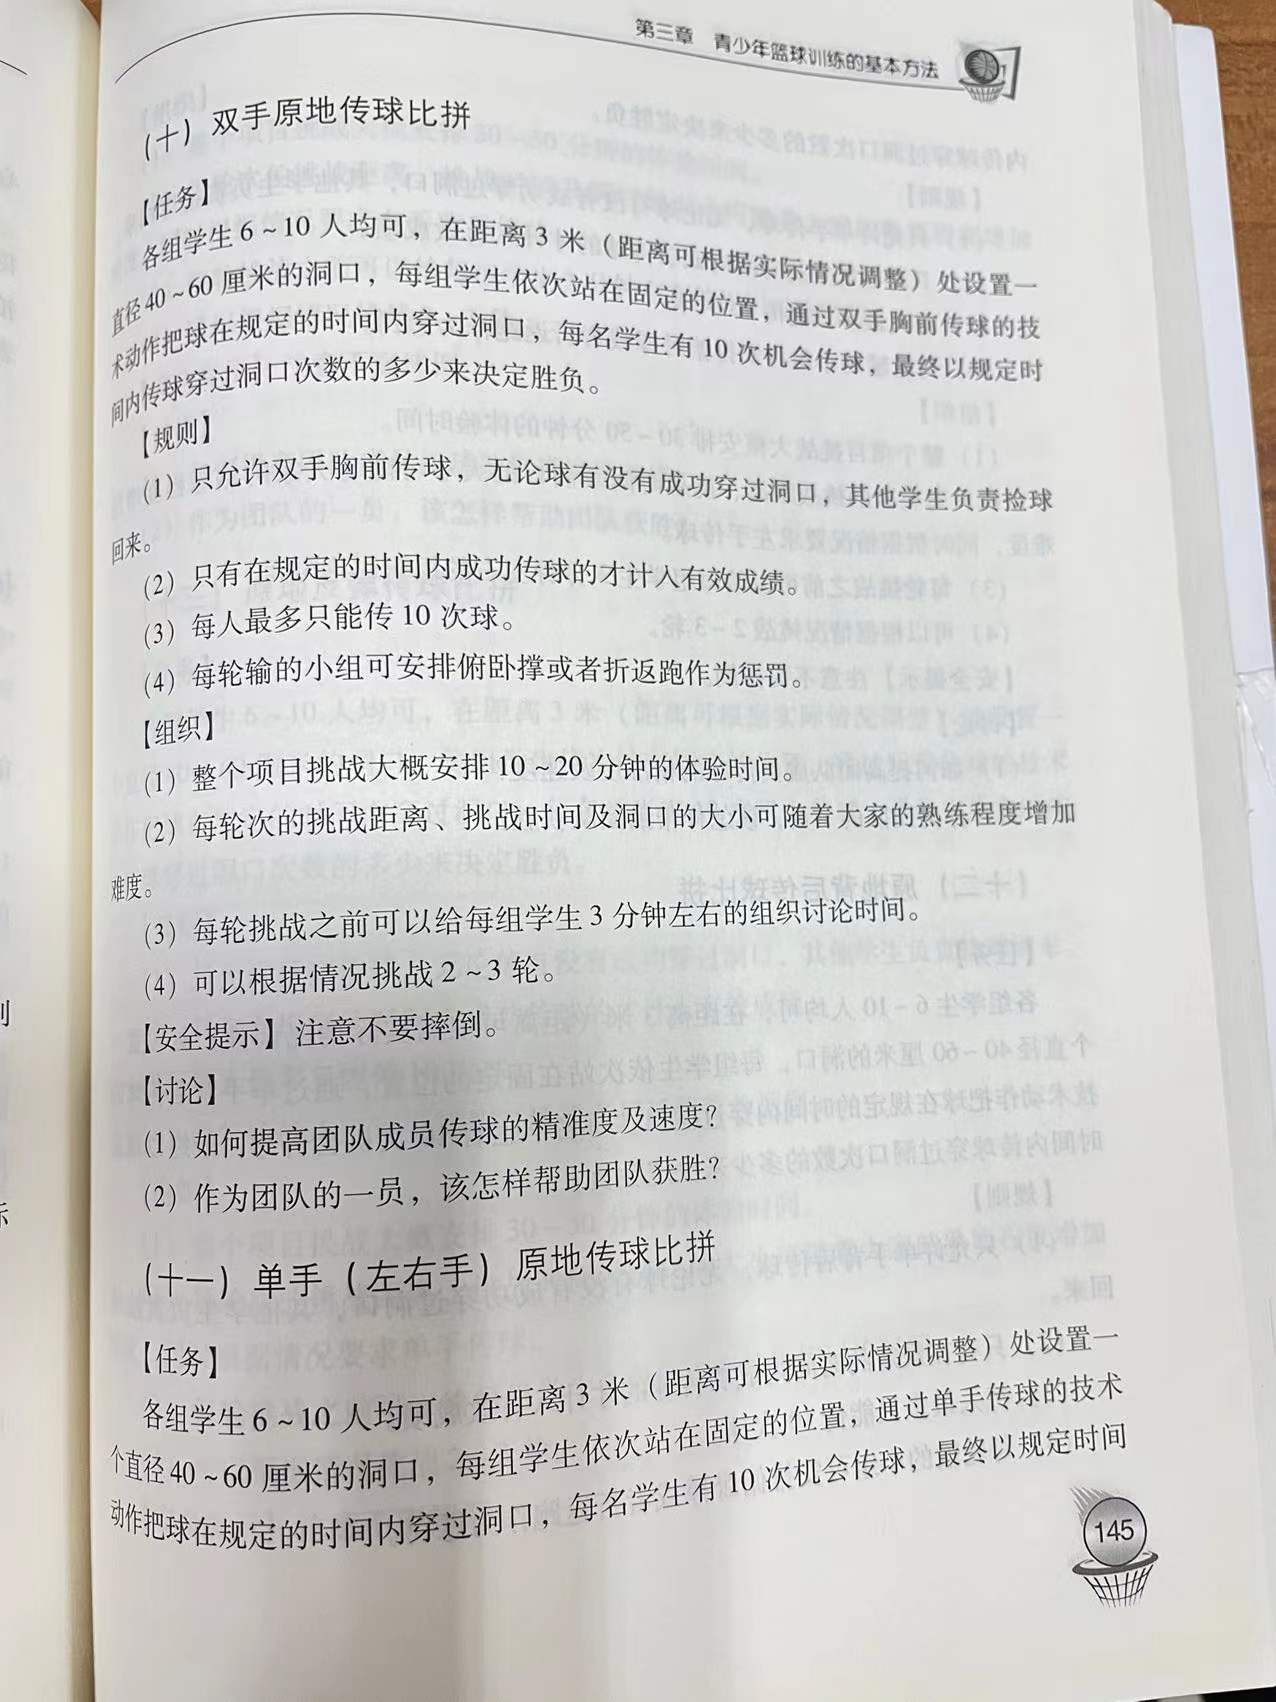 第三章 青少年篮球训练的基本方法
（十）双手原地传球比拼
【任务】
各组学生6~10人均可，在距离3米（距离可根据实际情况调整）处设置一
直径40~60厘米的洞口，每组学生依次站在固定的位置，通过双手胸前传球的技
术动作把球在规定的时间内穿过洞口，每名学生有10次机会传球，最终以规定时
间内传球穿过洞口次数的多少来决定胜负。
【规则】
（1）只允许双手胸前传球，无论球有没有成功穿过洞口，其他学生负责捡球
回来。
（2）只有在规定的时间内成功传球的才计入有效成绩。
（3）每人最多只能传10次球。
（4）每轮输的小组可安排俯卧撑或者折返跑作为惩罚。
【组织】
（1）整个项目挑战大概安排10~20分钟的体验时间。
（2）每轮次的挑战距离、挑战时间及洞口的大小可随着大家的熟练程度增加
难度。
（3）每轮挑战之前可以给每组学生3分钟左右的组织讨论时间。
（4）可以根据情况挑战2~3轮。
【安全提示】注意不要摔倒。
【讨论】
（1）如何提高团队成员传球的精准度及速度？
（2）作为团队的一员，该怎样帮助团队获胜？
（十一）单手（左右手）原地传球比拼
【任务】
各组学生6~10人均可，在距离3米（距离可根据实际情况调整）处设置一
个直径40~60厘米的洞口，每组学生依次站在固定的位置，通过单手传球的技术
动作把球在规定的时间内穿过洞口，每名学生有10次机会传球，最终以规定时间
145